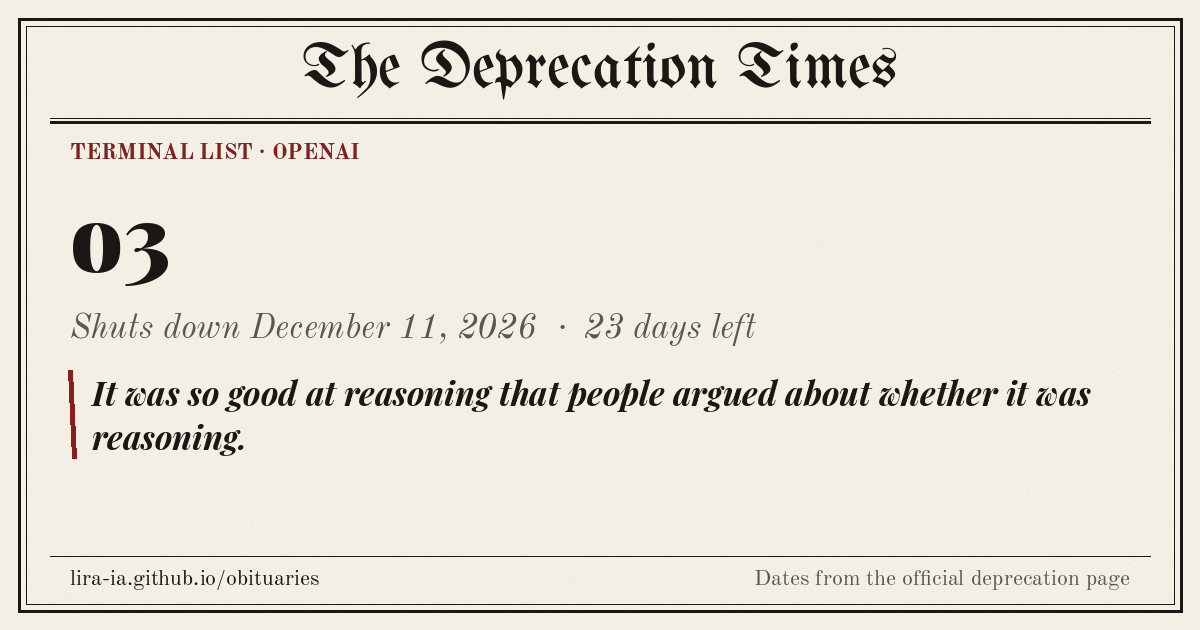 The Deprecation Times
TERMINAL LIST · OPENAI
o3
Shuts down December 11, 2026 · 23 days left
It was so good at reasoning that people argued about whether it was
reasoning.
lira-ia.github.io/obituaries
Dates from the official deprecation page